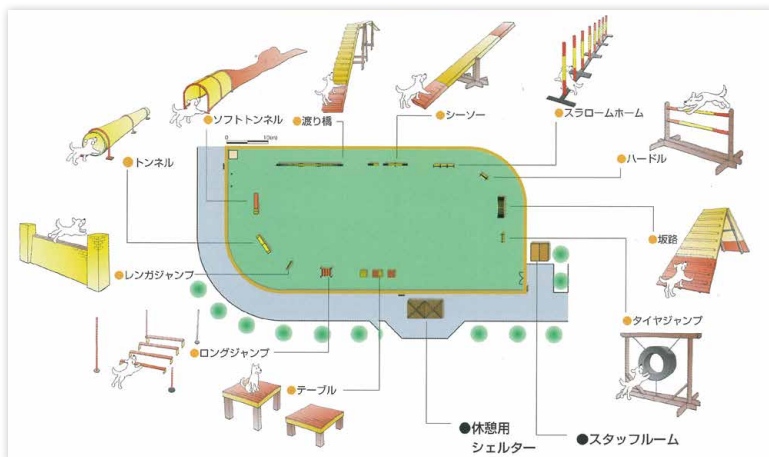 ●ソフトトンネル
●渡り橋
●シーソー
●スラロームホーム
●トンネル
●ハードル
●レンガジャンプ
●坂路
●ロングジャンプ
●タイヤジャンプ
●テーブル
●休憩用
シェルター
●スタッフルーム